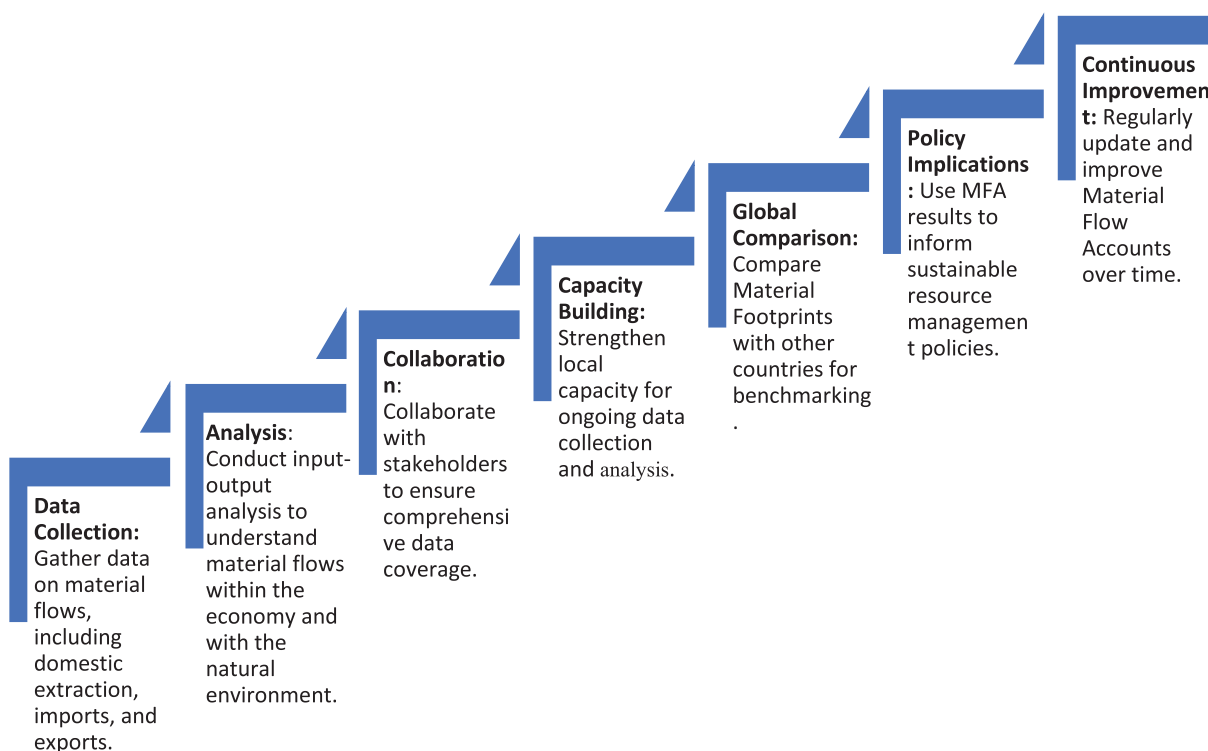 Data
Collection:
Gather data
on material
flows,
including
domestic
extraction,
imports, and
exports.
Analysis:
Conduct input-
output
analysis to
understand
material flows
within the
economy and
with the
natural
environment.
Collaboratio
n:
Collaborate
with
stakeholders
to ensure
comprehensi
ve data
coverage.
Capacity
Building:
Strengthen
local
capacity for
ongoing data
collection
and analysis.
Global
Comparison:
Compare
Material
Footprints
with other
countries for
benchmarking
.
Policy
Implications
: Use MFA
results to
inform
sustainable
resource
managemen
t policies.
Continuous
Improvemen
t: Regularly
update and
improve
Material
Flow
Accounts
over time.